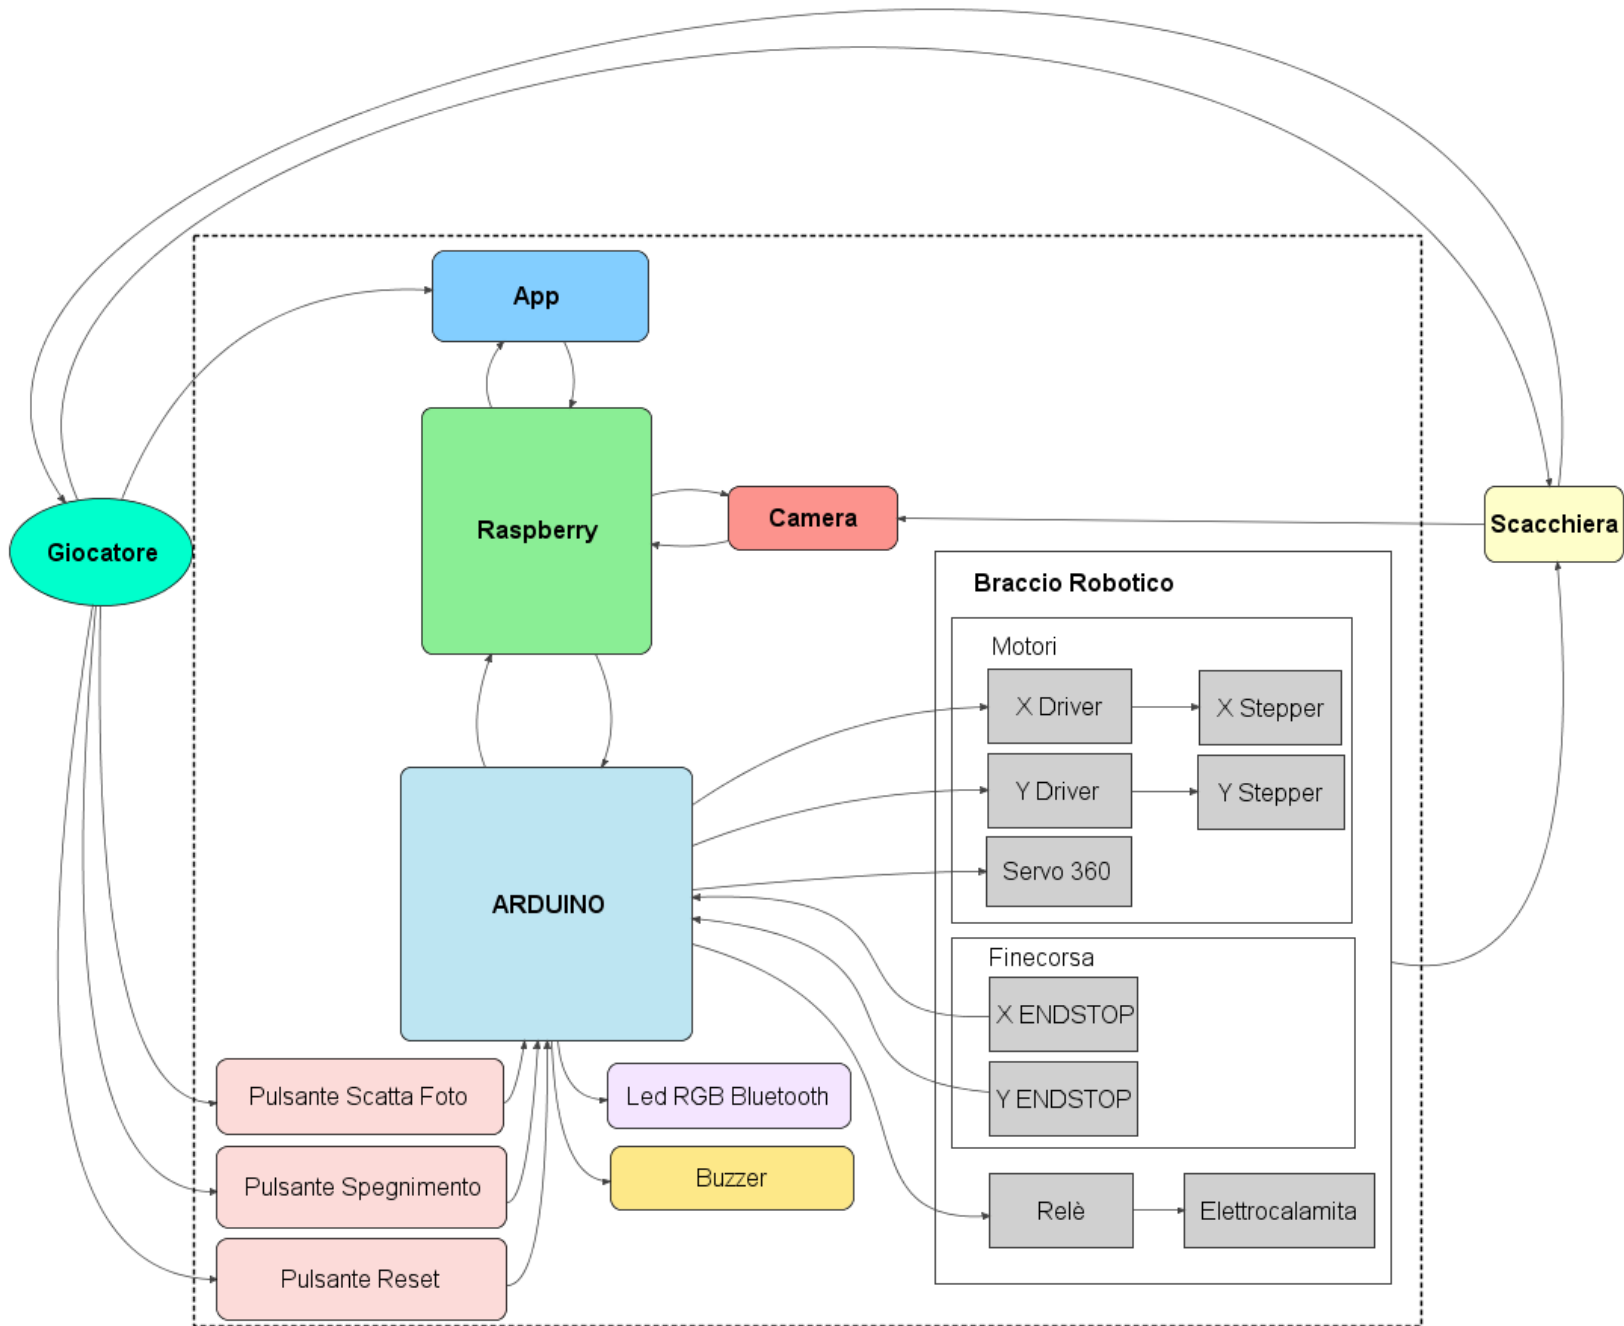 App
Raspberry
Camera
Scacchiera
Giocatore
Braccio Robotico
Motori
X Driver
X Stepper
Y Driver
Y Stepper
Servo 360
ARDUINO
Finecorsa
X ENDSTOP
Y ENDSTOP
Pulsante Scatta Foto
Led RGB Bluetooth
Pulsante Spegnimento
Buzzer
Relè
Elettrocalamita
Pulsante Reset